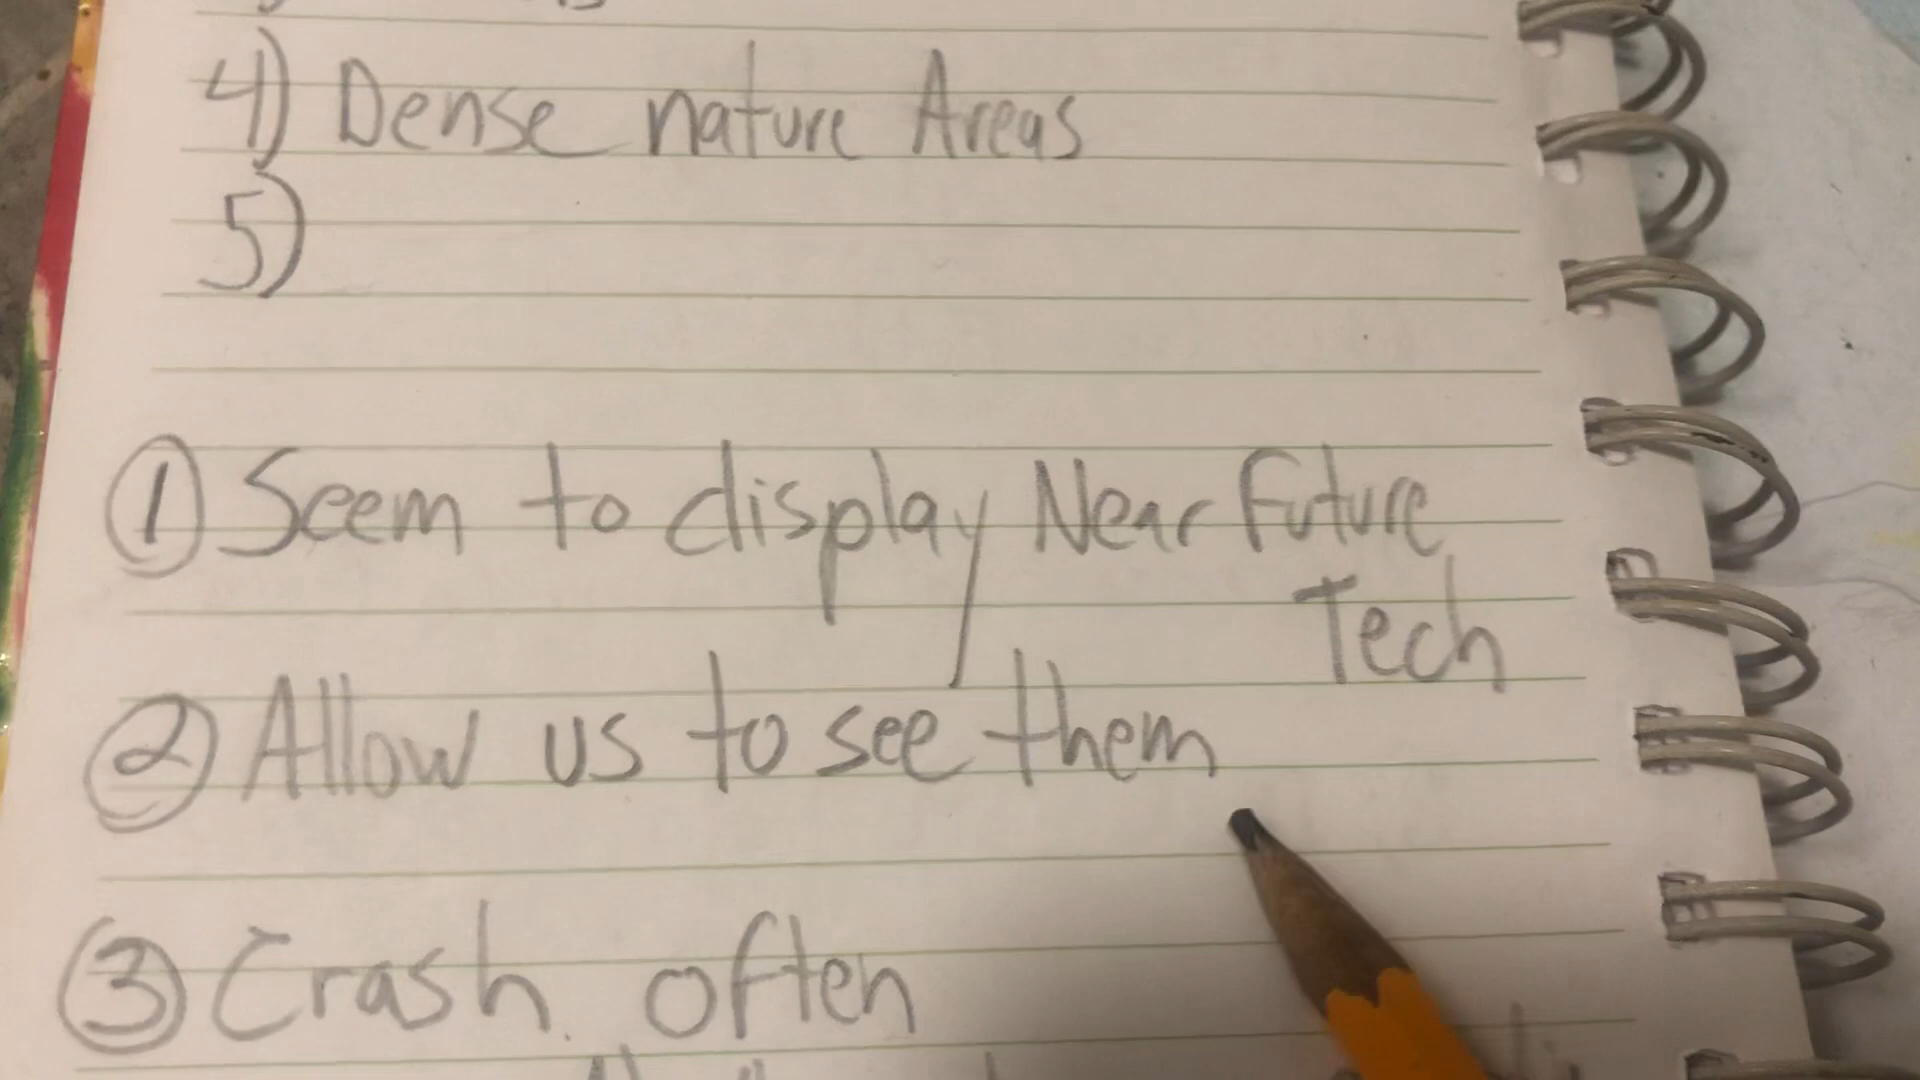 4) Dense nature Areas
5)
① Seem to display Near Future
Tech
② Allow us to see them
③ Crash often